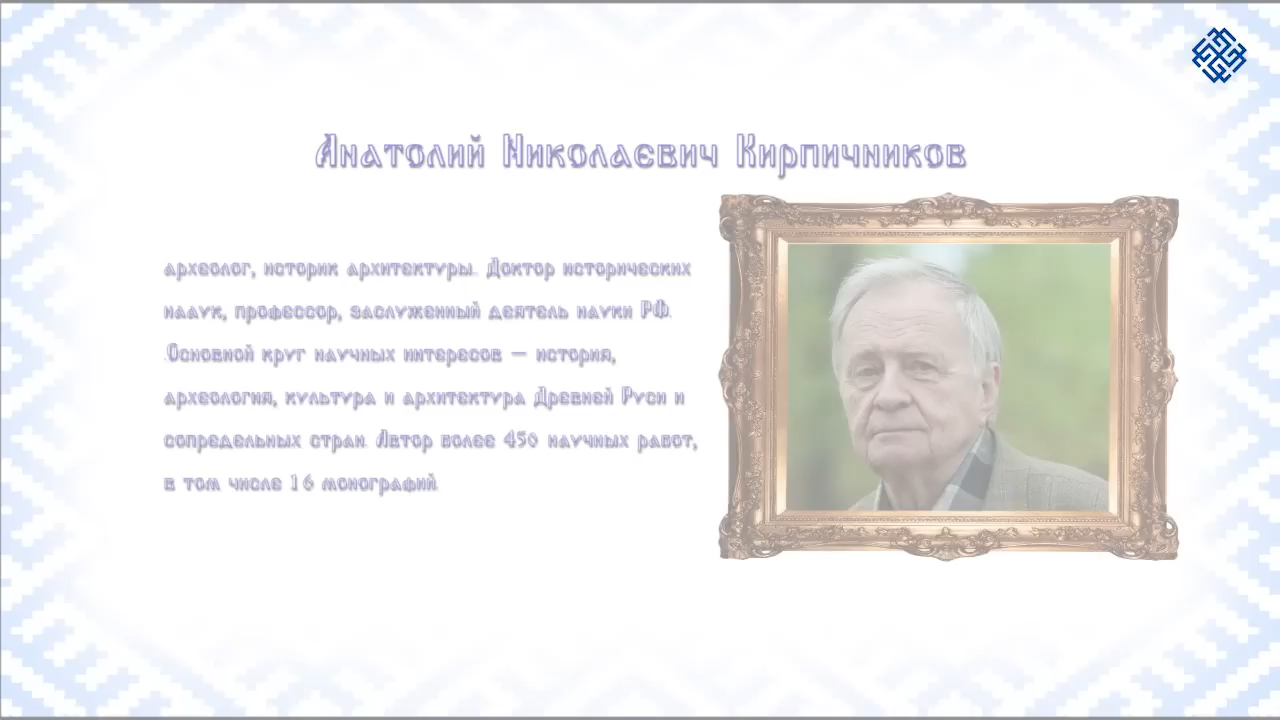 Анатолий Николаевич Кирпичников
археолог, историк архитектуры. Доктор исторических
наауk, профессор, заслуженный деятель науки РФ.
Основной круг научных интересов – история,
археология, культура и архитектура Древней Руси и
сопредельных стран. Автор более 450 научных работ,
в том числе 16 монографий.